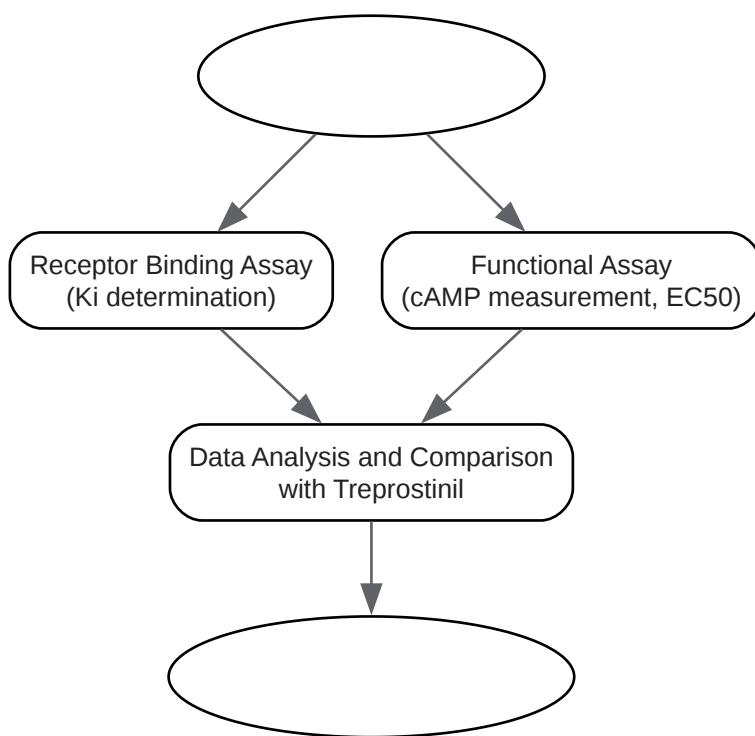 Receptor Binding Assay
(Ki determination)
Functional Assay
(cAMP measurement, EC50)
Data Analysis and Comparison
with Treprostinil